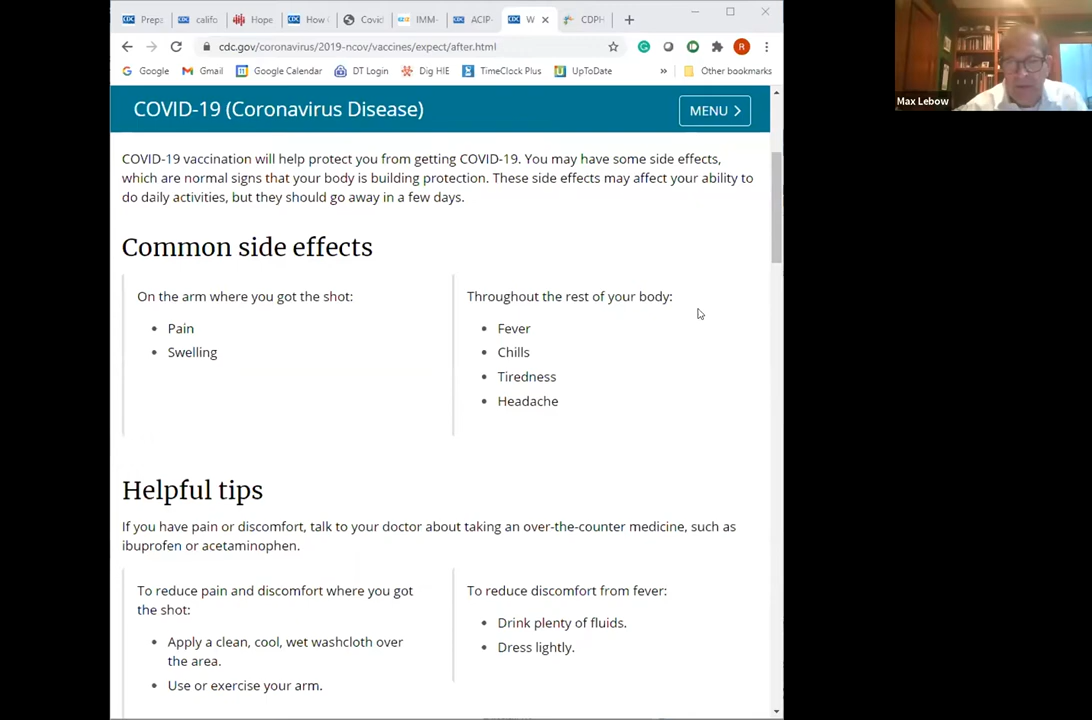 Prep
califo
Hope
How
Covid
IMM-
ACIP-
W
CDPH
cdc.gov/coronavirus/2019-ncov/vaccines/expect/after.html
R
Google
Gmail
Google Calendar
DT Login
Dig HIE
TimeClock Plus
UpToDate
»
Other bookmarks
Max Lebow
COVID-19 (Coronavirus Disease)
MENU >
COVID-19 vaccination will help protect you from getting COVID-19. You may have some side effects,
which are normal signs that your body is building protection. These side effects may affect your ability to
do daily activities, but they should go away in a few days.
Common side effects
On the arm where you got the shot:
• Pain
• Swelling
Throughout the rest of your body:
• Fever
• Chills
• Tiredness
• Headache
Helpful tips
If you have pain or discomfort, talk to your doctor about taking an over-the-counter medicine, such as
ibuprofen or acetaminophen.
To reduce pain and discomfort where you got
the shot:
• Apply a clean, cool, wet washcloth over
the area.
• Use or exercise your arm.
To reduce discomfort from fever:
• Drink plenty of fluids.
• Dress lightly.